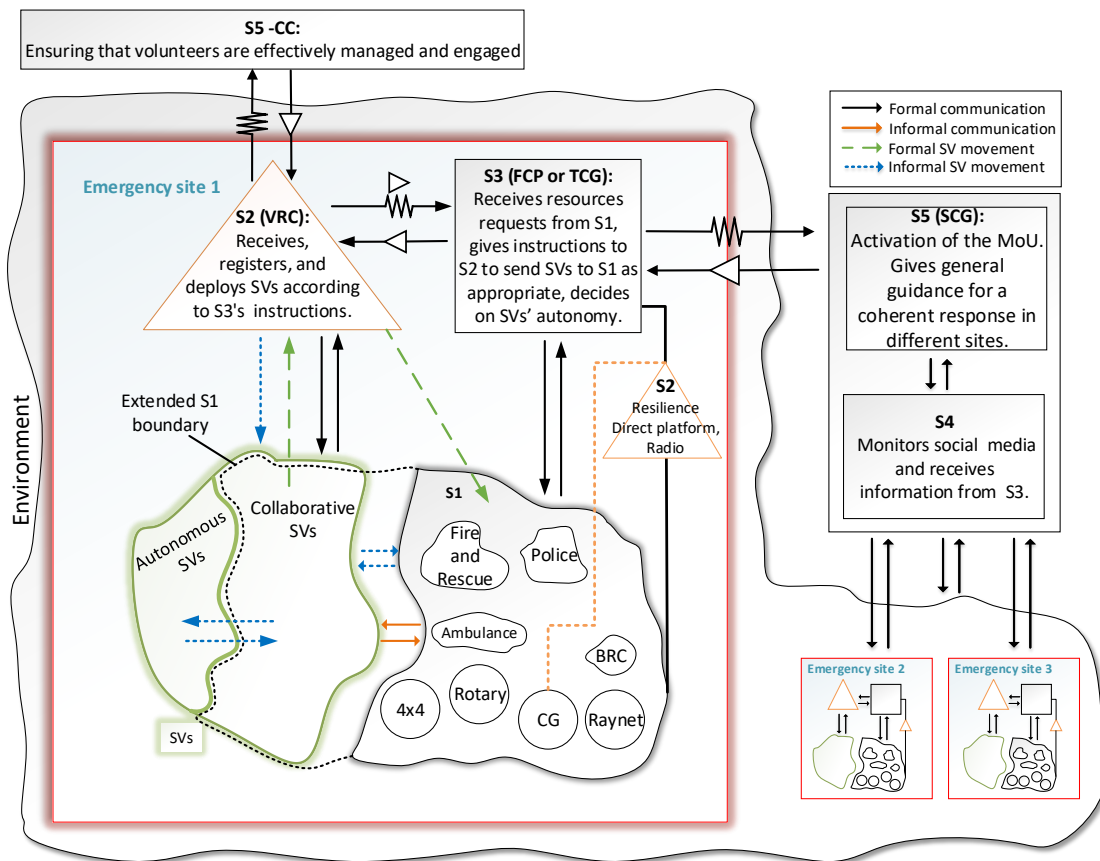 S5 -CC:
Ensuring that volunteers are effectively managed and engaged
Formal communication
Informal communication
Formal SV movement
Informal SV movement
Emergency site 1
S2 (VRC):
Receives,
registers, and
deploys SVs according
to S3's instructions.
S3 (FCP or TCG):
Receives resources
requests from S1,
gives instructions to
S2 to send SVs to S1 as
appropriate, decides
on SVs' autonomy.
S5 (SCG):
Activation of the MoU.
Gives general
guidance for a
coherent response in
different sites.
S4
Monitors social media
and receives
information from S3.
S2
Resilience
Direct platform,
Radio
Environment
Extended S1
boundary
Autonomous
SVs
Collaborative
SVs
SVs
S1
Fire
and
Rescue
Police
Ambulance
BRC
4x4
Rotary
CG
Raynet
Emergency site 2
Emergency site 3